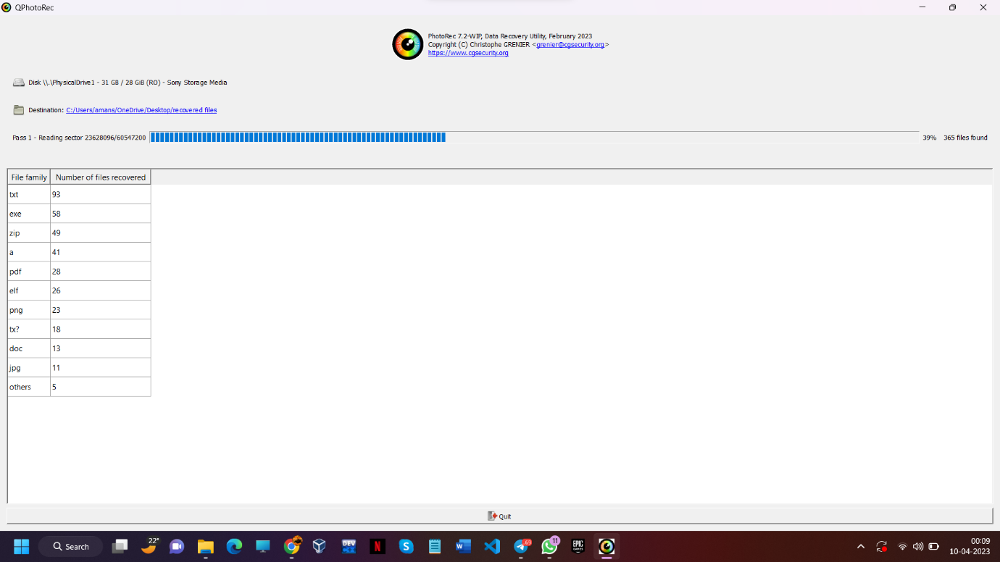 QPhotoRec
PhotoRec 7.2-WIP, Data Recovery Utility, February 2023
Copyright (C) Christophe GRENIER <grenier@cgsecurity.org>
https://www.cgsecurity.org
Disk \\.\PhysicalDrive1 - 31 GB / 28 GiB (RO) - Sony Storage Media
Destination: C:/Users/amans/OneDrive/Desktop/recovered files
Pass 1 - Reading sector 23628096/60547200 39% 365 files found
File family Number of files recovered
txt 93
exe 58
zip 49
a 41
pdf 28
elf 26
png 23
tx? 18
doc 13
jpg 11
others 5
Quit
Search
22°
DEV
N
S
W
69
11
EPIC
GAMES
00:09
10-04-2023